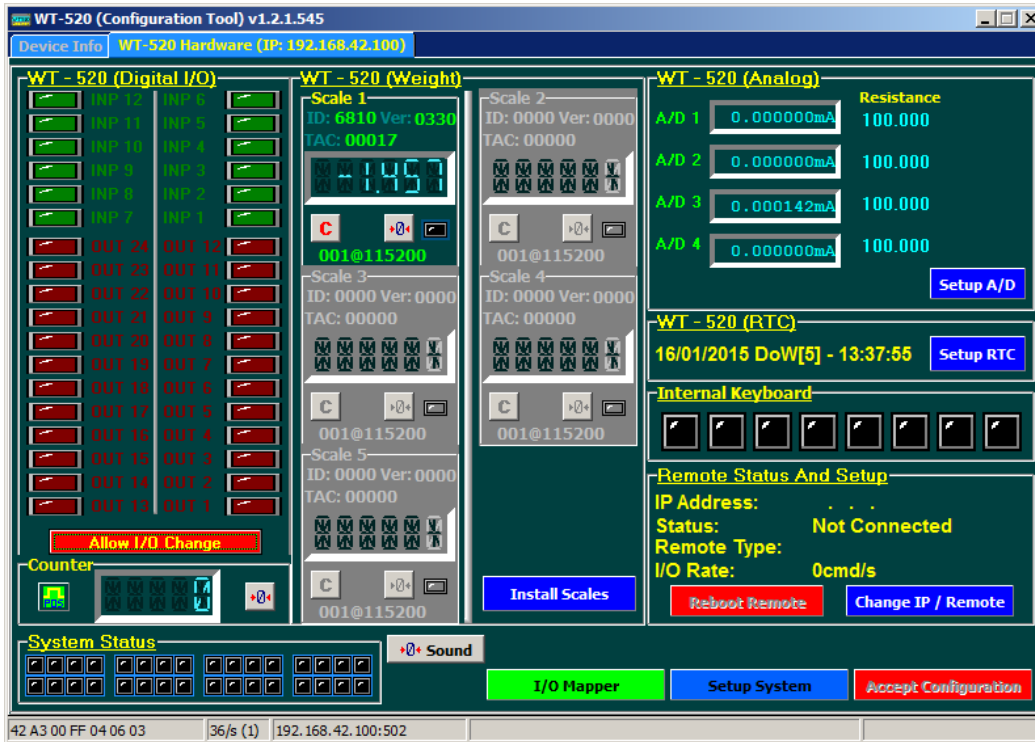 WT-520 (Configuration Tool) v1.2.1.545
Device Info WT-520 Hardware (IP: 192.168.42.100)
WT - 520 (Digital I/O)
INP 12 INP 6
INP 11 INP 5
INP 10 INP 4
INP 9 INP 3
INP 8 INP 2
INP 7 INP 1
OUT 24 OUT 12
OUT 23 OUT 11
OUT 22 OUT 10
OUT 21 OUT 9
OUT 20 OUT 8
OUT 19 OUT 7
OUT 18 OUT 6
OUT 17 OUT 5
OUT 16 OUT 4
OUT 15 OUT 3
OUT 14 OUT 2
OUT 13 OUT 1
Allow I/O Change
Counter
POS
0
→0←
WT - 520 (Weight)
Scale 1
ID: 6810 Ver: 0330
TAC: 00017
-1.457
C →0←
001@115200
Scale 2
ID: 0000 Ver: 0000
TAC: 00000
C →0←
001@115200
Scale 3
ID: 0000 Ver: 0000
TAC: 00000
C →0←
001@115200
Scale 4
ID: 0000 Ver: 0000
TAC: 00000
C →0←
001@115200
Scale 5
ID: 0000 Ver: 0000
TAC: 00000
C →0←
001@115200
Install Scales
WT - 520 (Analog)
Resistance
A/D 1 0.000000mA 100.000
A/D 2 0.000000mA 100.000
A/D 3 0.000142mA 100.000
A/D 4 0.000000mA 100.000
Setup A/D
WT - 520 (RTC)
16/01/2015 DoW[5] - 13:37:55 Setup RTC
Internal Keyboard
Remote Status And Setup
IP Address: . . .
Status: Not Connected
Remote Type:
I/O Rate: 0cmd/s
Reboot Remote Change IP / Remote
System Status
→0← Sound
I/O Mapper Setup System Accept Configuration
42 A3 00 FF 04 06 03 36/s (1) 192.168.42.100:502